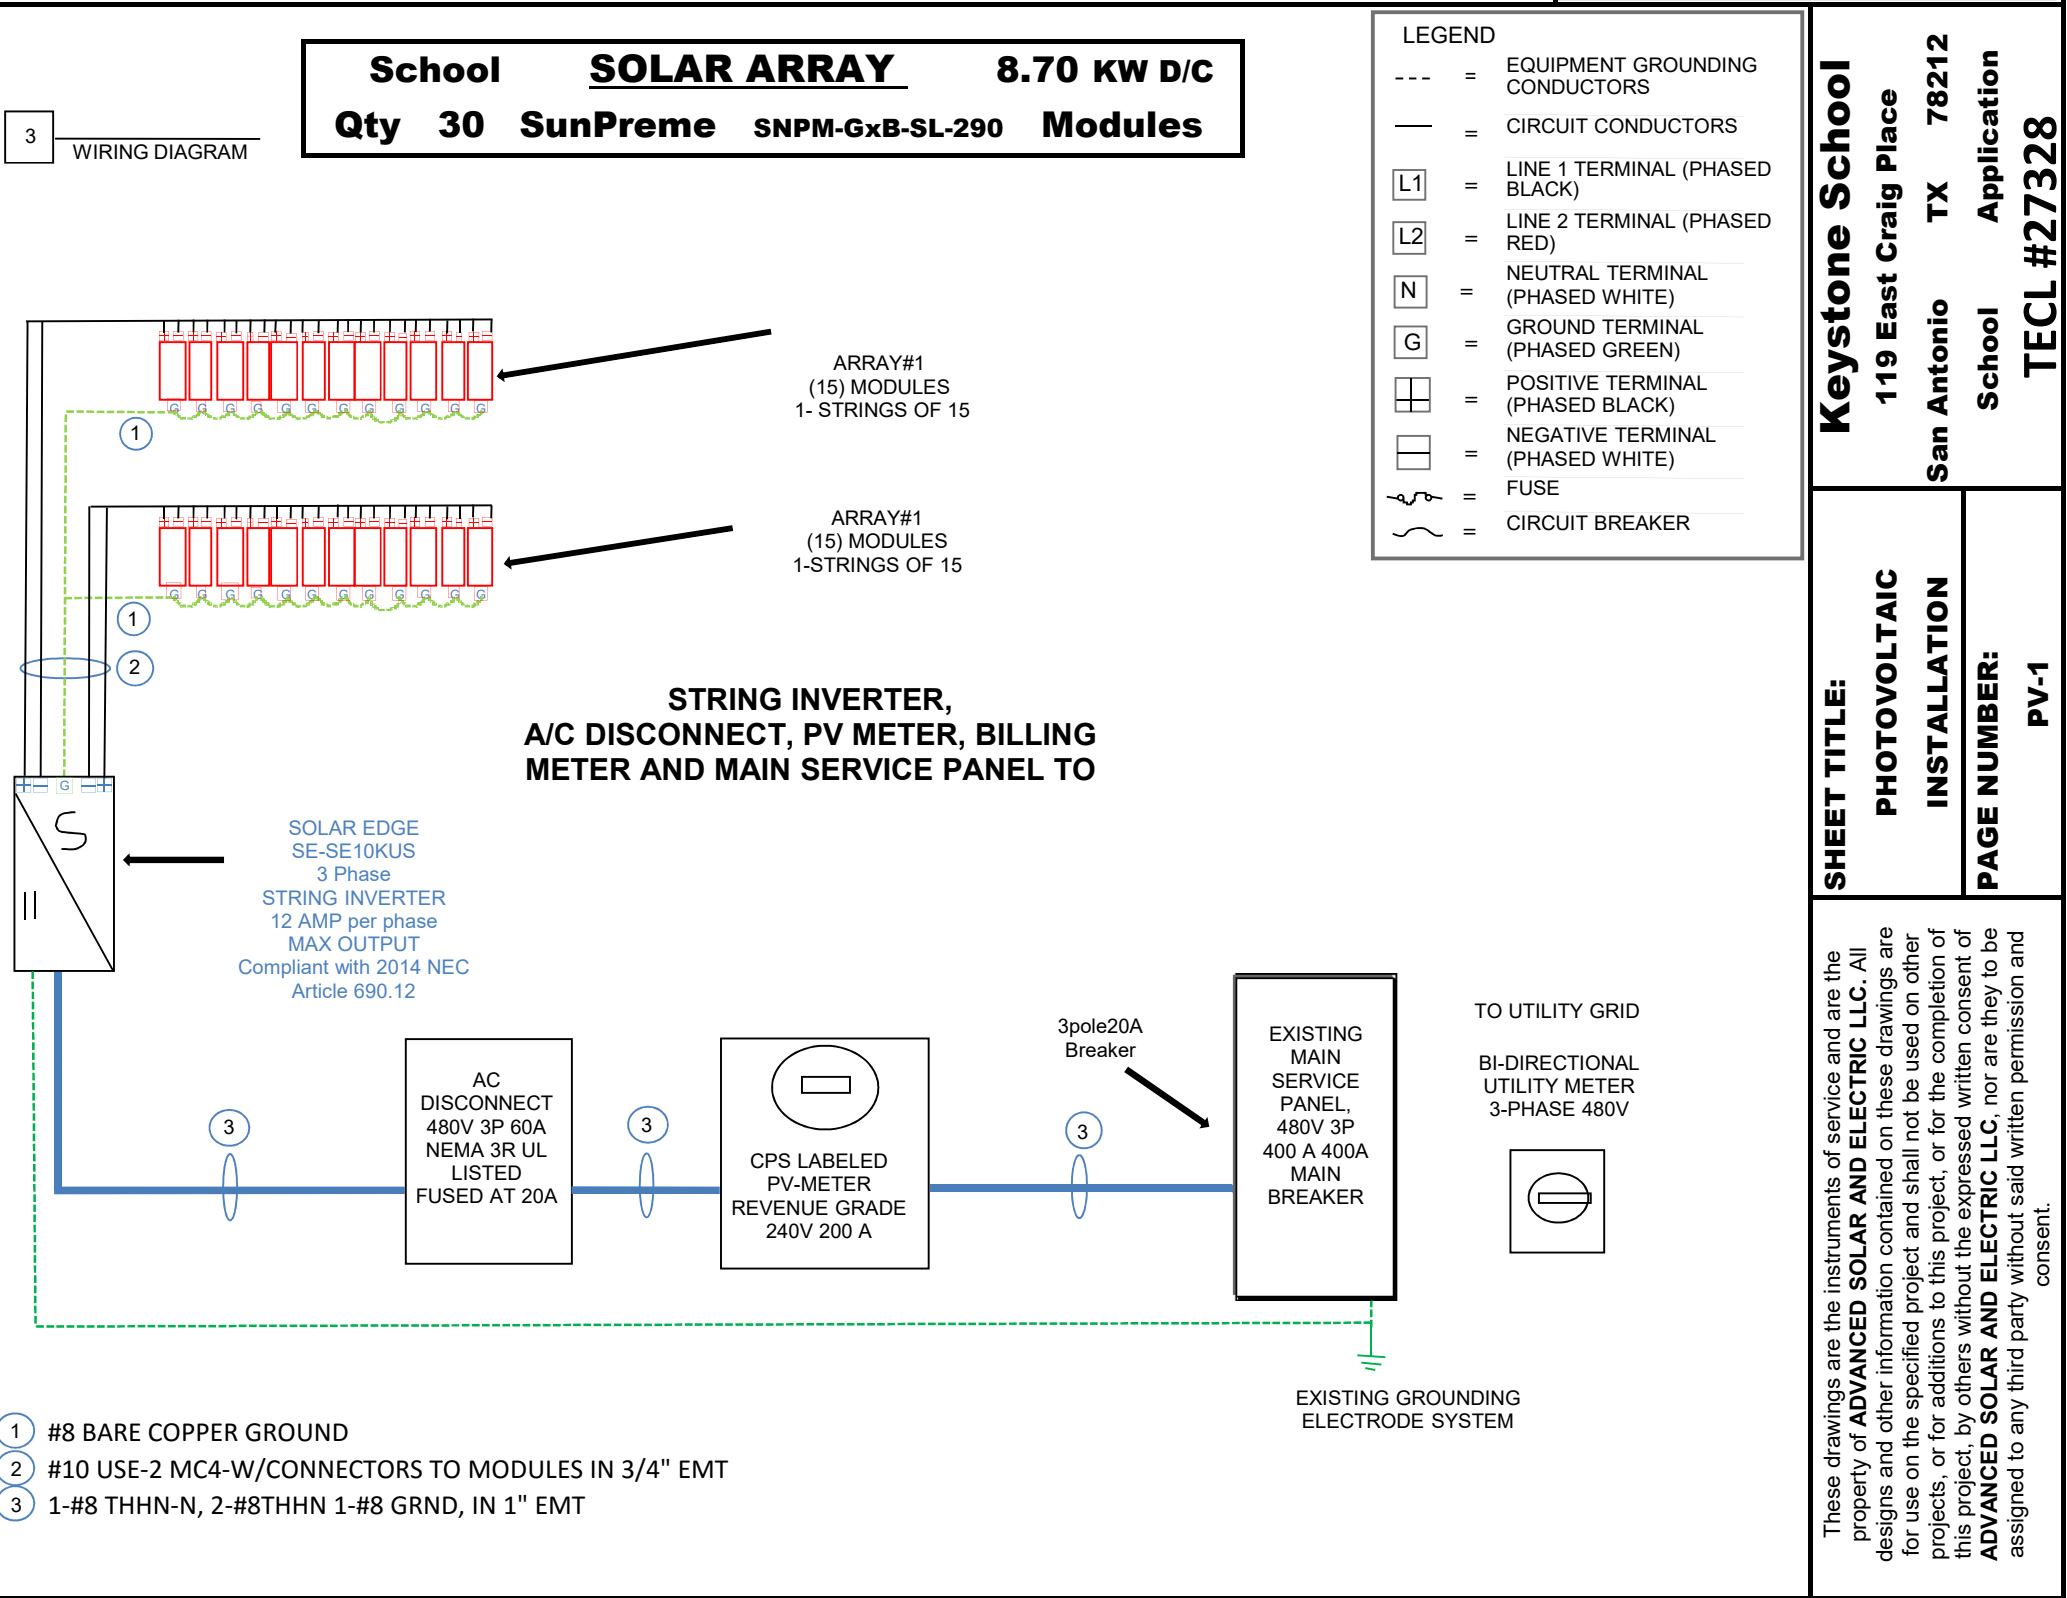 School SOLAR ARRAY 8.70 KW D/C
Qty 30 SunPreme SNPM-GxB-SL-290 Modules
3
WIRING DIAGRAM
LEGEND
= EQUIPMENT GROUNDING
CONDUCTORS
= CIRCUIT CONDUCTORS
L1 = LINE 1 TERMINAL (PHASED
BLACK)
L2 = LINE 2 TERMINAL (PHASED
RED)
N = NEUTRAL TERMINAL
(PHASED WHITE)
G = GROUND TERMINAL
(PHASED GREEN)
= POSITIVE TERMINAL
(PHASED BLACK)
= NEGATIVE TERMINAL
(PHASED WHITE)
= FUSE
= CIRCUIT BREAKER
ARRAY#1
(15) MODULES
1- STRINGS OF 15
G G G G G G G G G G G G
1
ARRAY#1
(15) MODULES
1-STRINGS OF 15
G G G G G G G G G G G G
1
2
STRING INVERTER,
A/C DISCONNECT, PV METER, BILLING
METER AND MAIN SERVICE PANEL TO
G
SOLAR EDGE
SE-SE10KUS
3 Phase
STRING INVERTER
12 AMP per phase
MAX OUTPUT
Compliant with 2014 NEC
Article 690.12
3
AC
DISCONNECT
480V 3P 60A
NEMA 3R UL
LISTED
FUSED AT 20A
3
CPS LABELED
PV-METER
REVENUE GRADE
240V 200 A
3pole20A
Breaker
3
EXISTING
MAIN
SERVICE
PANEL,
480V 3P
400 A 400A
MAIN
BREAKER
TO UTILITY GRID
BI-DIRECTIONAL
UTILITY METER
3-PHASE 480V
EXISTING GROUNDING
ELECTRODE SYSTEM
1 #8 BARE COPPER GROUND
2 #10 USE-2 MC4-W/CONNECTORS TO MODULES IN 3/4" EMT
3 1-#8 THHN-N, 2-#8THHN 1-#8 GRND, IN 1" EMT
Keystone School
119 East Craig Place
San Antonio TX 78212
School Application
TECL #27328
SHEET TITLE:
PHOTOVOLTAIC
INSTALLATION
PAGE NUMBER:
PV-1
These drawings are the instruments of service and are the
property of ADVANCED SOLAR AND ELECTRIC LLC. All
designs and other information contained on these drawings are
for use on the specified project and shall not be used on other
projects, or for additions to this project, or for the completion of
this project, by others without the expressed written consent of
ADVANCED SOLAR AND ELECTRIC LLC, nor are they to be
assigned to any third party without said written permission and
consent.